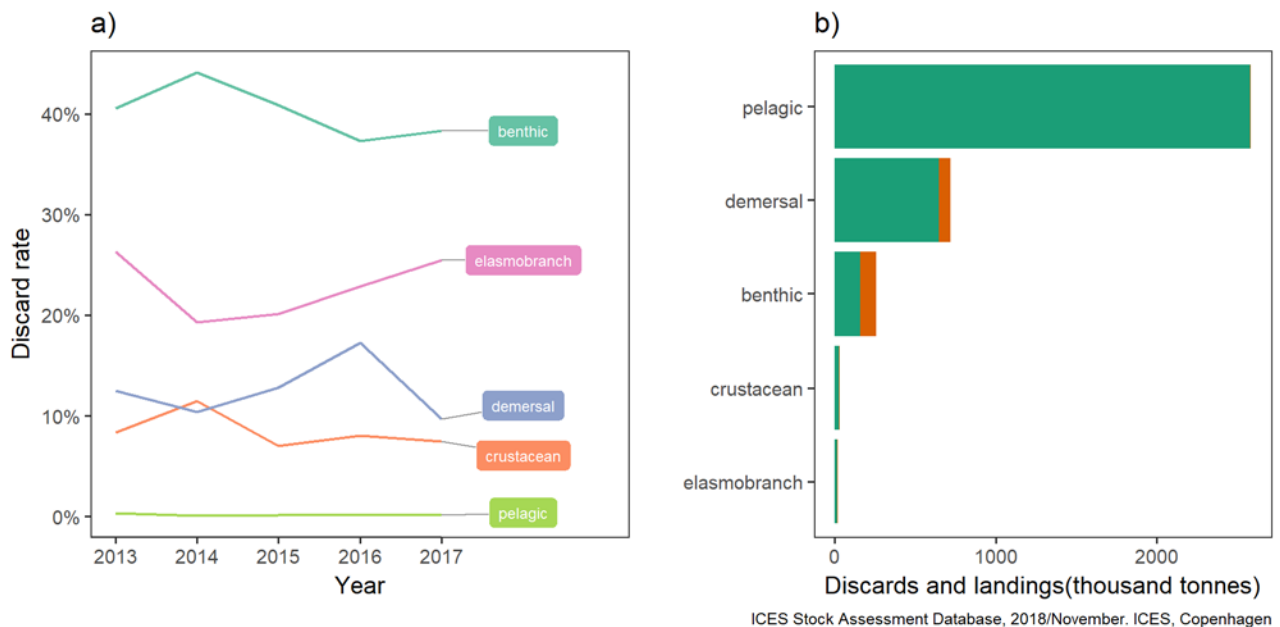 a)
Discard rate
40%
30%
20%
10%
0%
benthic
elasmobranch
demersal
crustacean
pelagic
2013 2014 2015 2016 2017
Year
b)
pelagic
demersal
benthic
crustacean
elasmobranch
0 1000 2000
Discards and landings(thousand tonnes)
ICES Stock Assessment Database, 2018/November. ICES, Copenhagen